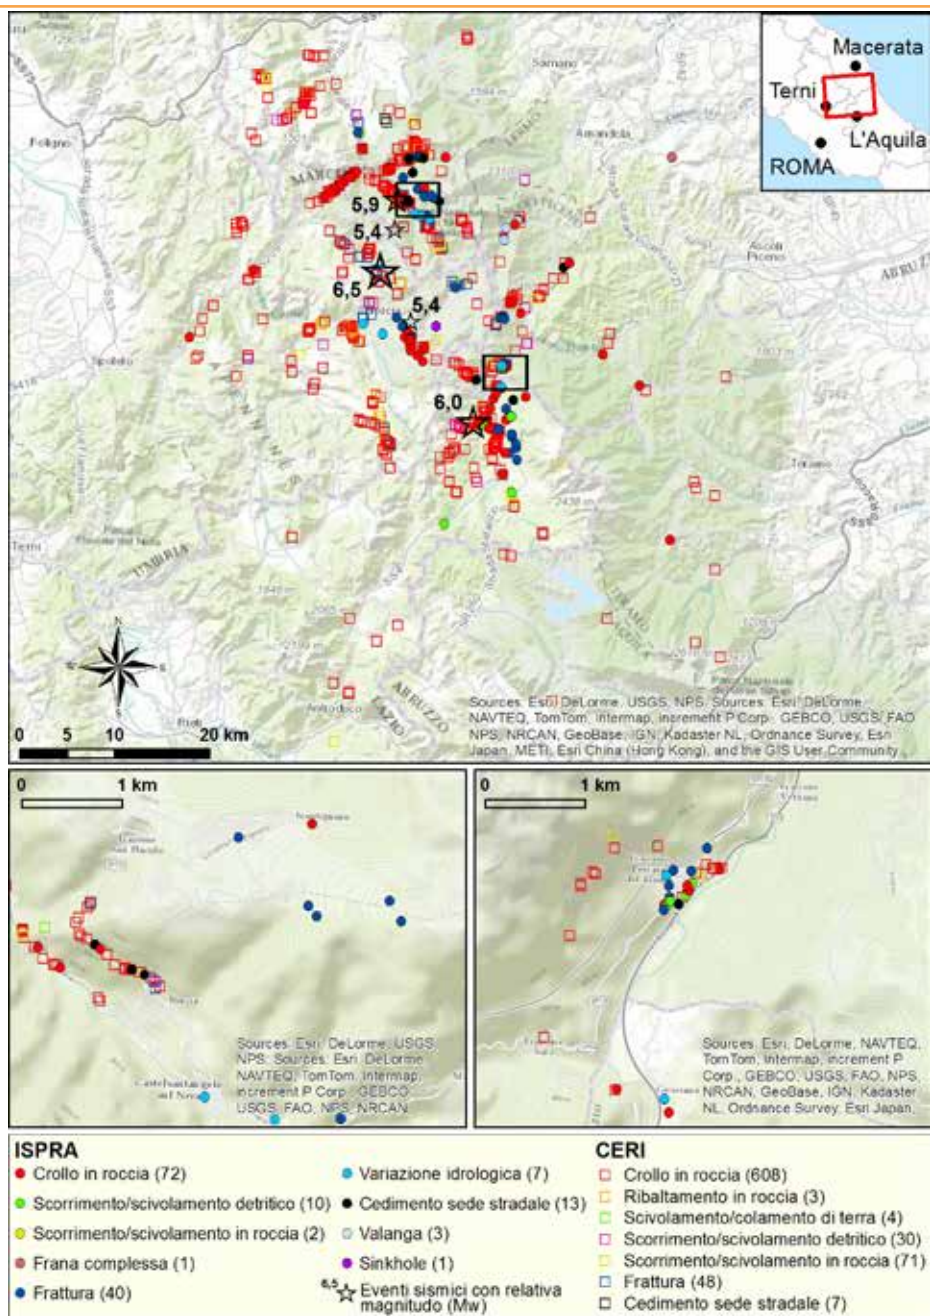 Macerata
Terni
L'Aquila
ROMA
Foligno
Sarnano
Amandola
5,9
5,4
6,5
5,4
6,0
Ascoli
Piceno
ABRUZZI
Spoleto
Teramo
Terni
UMBRIA
Rieti
Antrodoco
ABRUZZO
LAZIO
N
S
0 10 20 km
Sources: Esri, DeLorme, USGS, NPS, Sources: Esri, DeLorme,
NAVTEQ, TomTom, Intermap, increment P Corp., GEBCO, USGS, FAO,
NPS, NRCAN, GeoBase, IGN, Kadaster NL, Ordnance Survey, Esri
Japan, METI, Esri China (Hong Kong), and the GIS User Community
0 1 km
Castelsantangelo
sul Nera
Sources: Esri, DeLorme, USGS,
NPS, Sources: Esri, DeLorme,
NAVTEQ, TomTom, Intermap,
increment P Corp., GEBCO,
USGS, FAO, NPS, NRCAN
0 1 km
Sources: Esri, DeLorme, NAVTEQ,
TomTom, Intermap, increment P
Corp., GEBCO, USGS, FAO, NPS,
NRCAN, GeoBase, IGN, Kadaster
NL, Ordnance Survey, Esri Japan,
ISPRA
Crollo in roccia (72)
Scorrimento/scivolamento detritico (10)
Scorrimento/scivolamento in roccia (2)
Frana complessa (1)
Frattura (40)
Variazione idrologica (7)
Cedimento sede stradale (13)
Valanga (3)
Sinkhole (1)
6,5 Eventi sismici con relativa
magnitudo (Mw)
CERI
Crollo in roccia (608)
Ribaltamento in roccia (3)
Scivolamento/colamento di terra (4)
Scorrimento/scivolamento detritico (30)
Scorrimento/scivolamento in roccia (71)
Frattura (48)
Cedimento sede stradale (7)